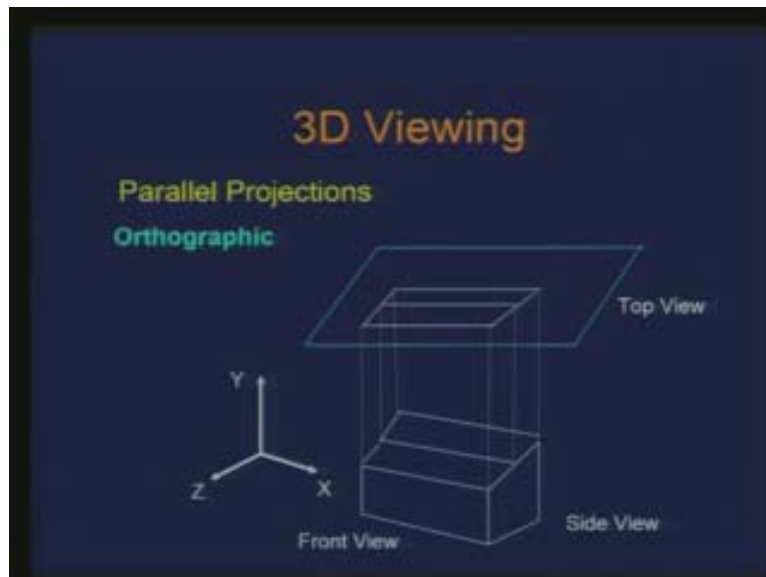 3D Viewing
Parallel Projections
Orthographic
Top View
Y
Z
X
Side View
Front View